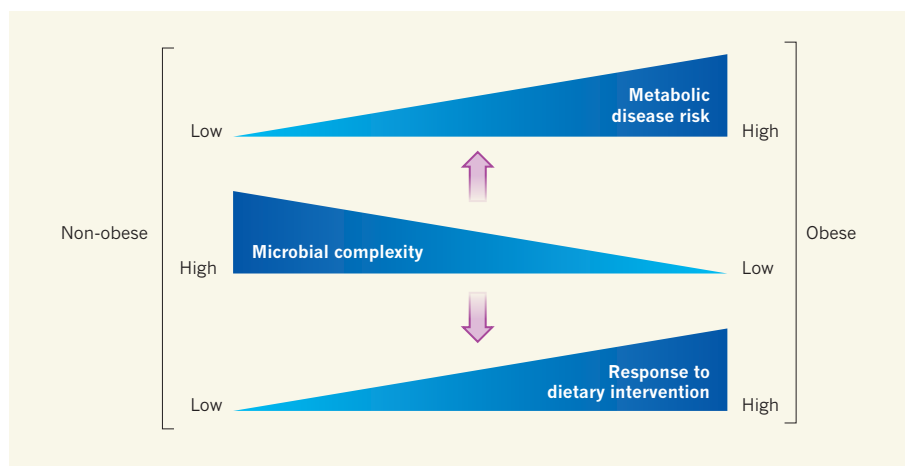 Metabolic
disease risk
Low
High
Non-obese
Microbial complexity
Obese
High
Low
Response to
dietary intervention
Low
High